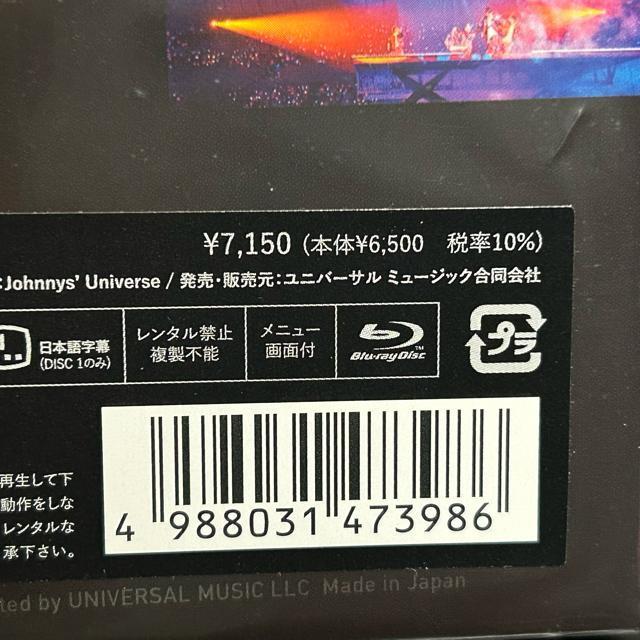 ¥7,150 (本体¥6,500 税率10%)
:Johnnys' Universe / 発売・販売元:ユニバーサル ミュージック合同会社
日本語字幕
(DISC 1のみ)
レンタル禁止
複製不能
メニュー
画面付
Blu-ray Disc™
プラ
再生して下
動作をしな
レンタルな
承下さい。
4 988031 473986
ted by UNIVERSAL MUSIC LLC Made in Japan